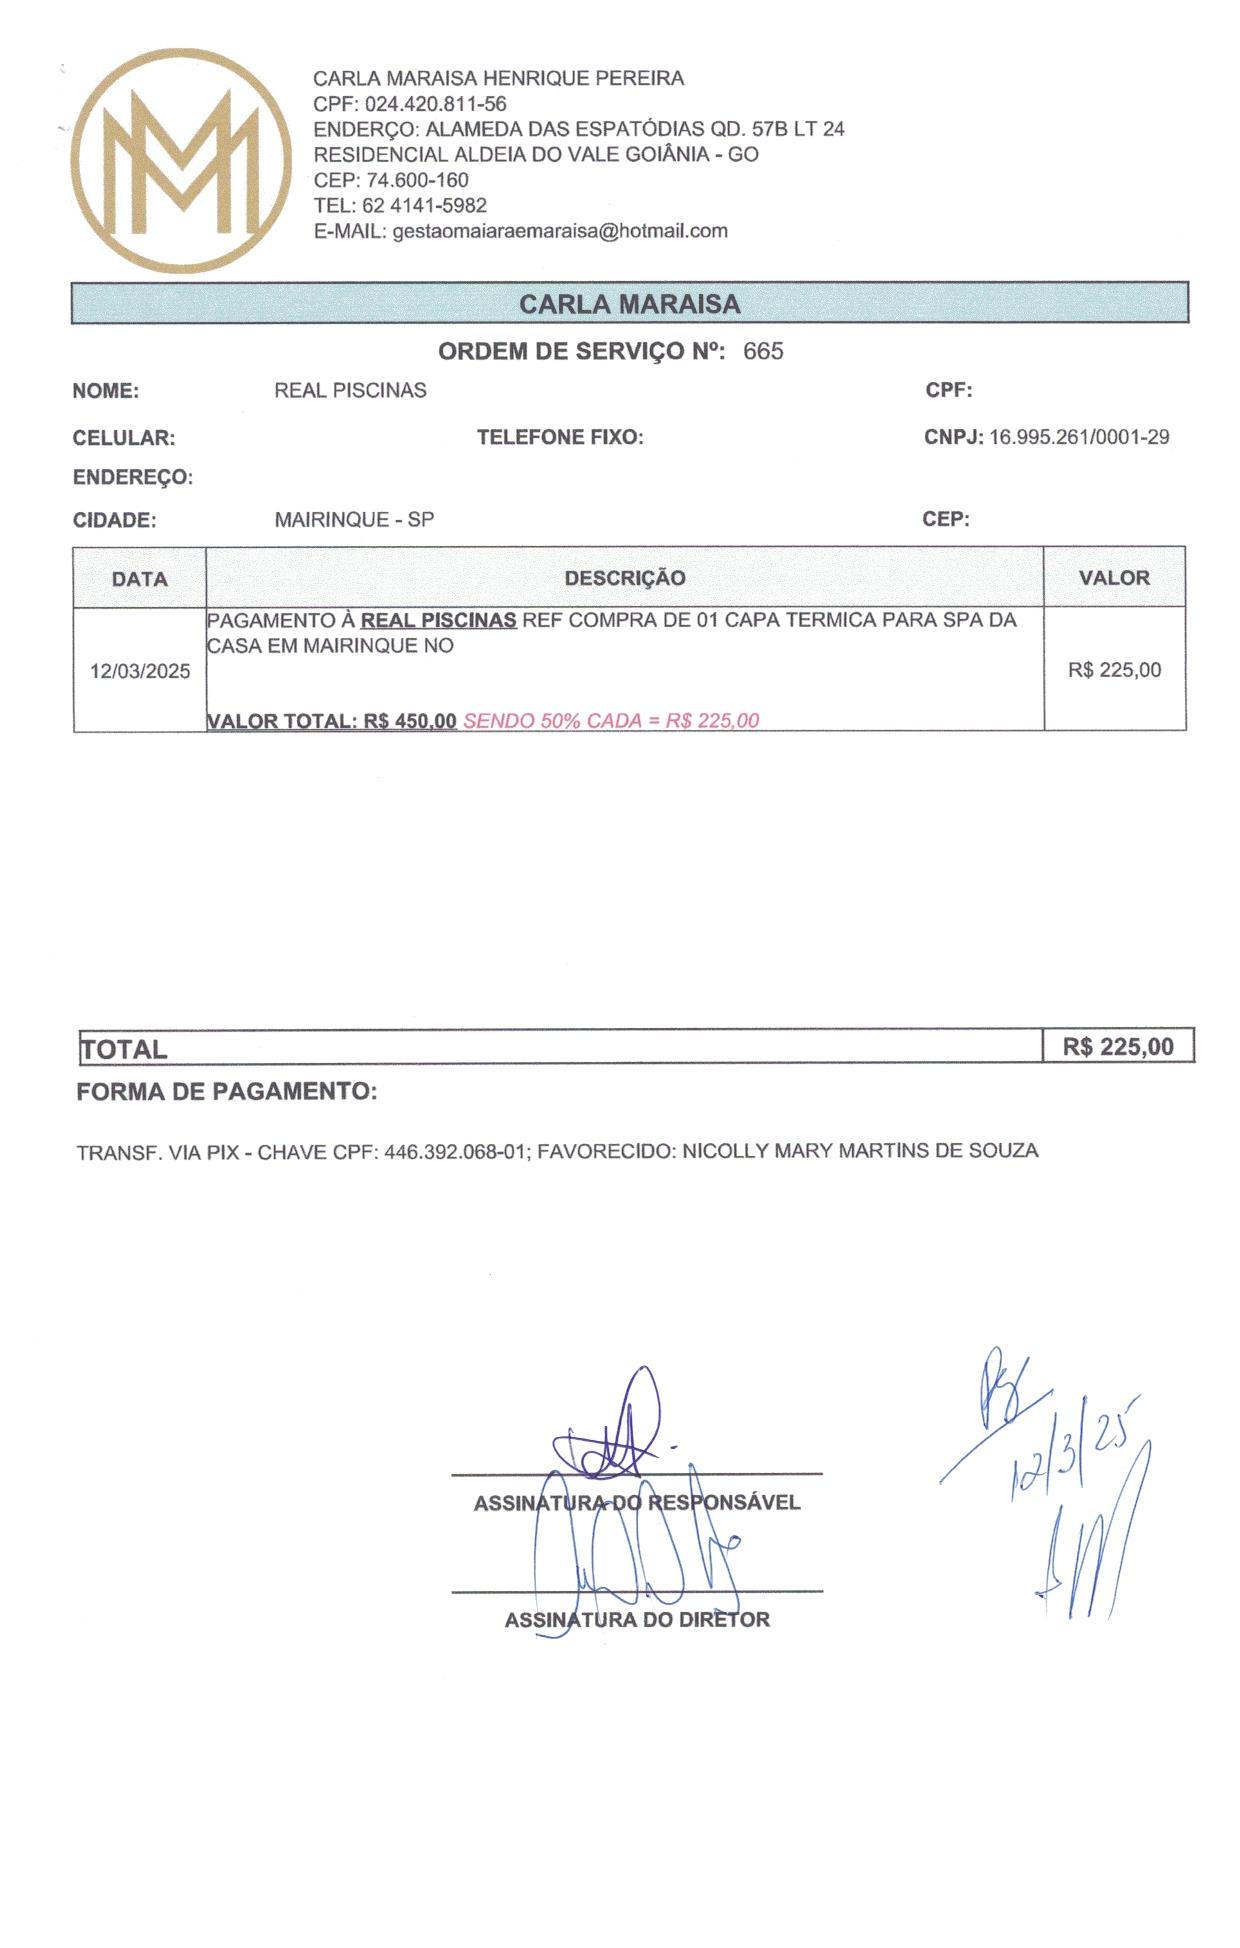 CARLA MARAISA HENRIQUE PEREIRA
CPF: 024.420.811-56
ENDERÇO: ALAMEDA DAS ESPATÓDIAS QD. 57B LT 24
RESIDENCIAL ALDEIA DO VALE GOIÂNIA - GO
CEP: 74.600-160
TEL: 62 4141-5982
E-MAIL: gestaomaiaraemaraisa@hotmail.com
CARLA MARAISA
ORDEM DE SERVIÇO Nº: 665
NOME: REAL PISCINAS CPF:
CELULAR: TELEFONE FIXO: CNPJ: 16.995.261/0001-29
ENDEREÇO:
CIDADE: MAIRINQUE - SP CEP:
DATA DESCRIÇÃO VALOR
PAGAMENTO À REAL PISCINAS REF COMPRA DE 01 CAPA TERMICA PARA SPA DA
CASA EM MAIRINQUE NO
12/03/2025 R$ 225,00
VALOR TOTAL: R$ 450,00 SENDO 50% CADA = R$ 225,00
TOTAL R$ 225,00
FORMA DE PAGAMENTO:
TRANSF. VIA PIX - CHAVE CPF: 446.392.068-01; FAVORECIDO: NICOLLY MARY MARTINS DE SOUZA
12/3/25
ASSINATURA DO RESPONSÁVEL
ASSINATURA DO DIRETOR